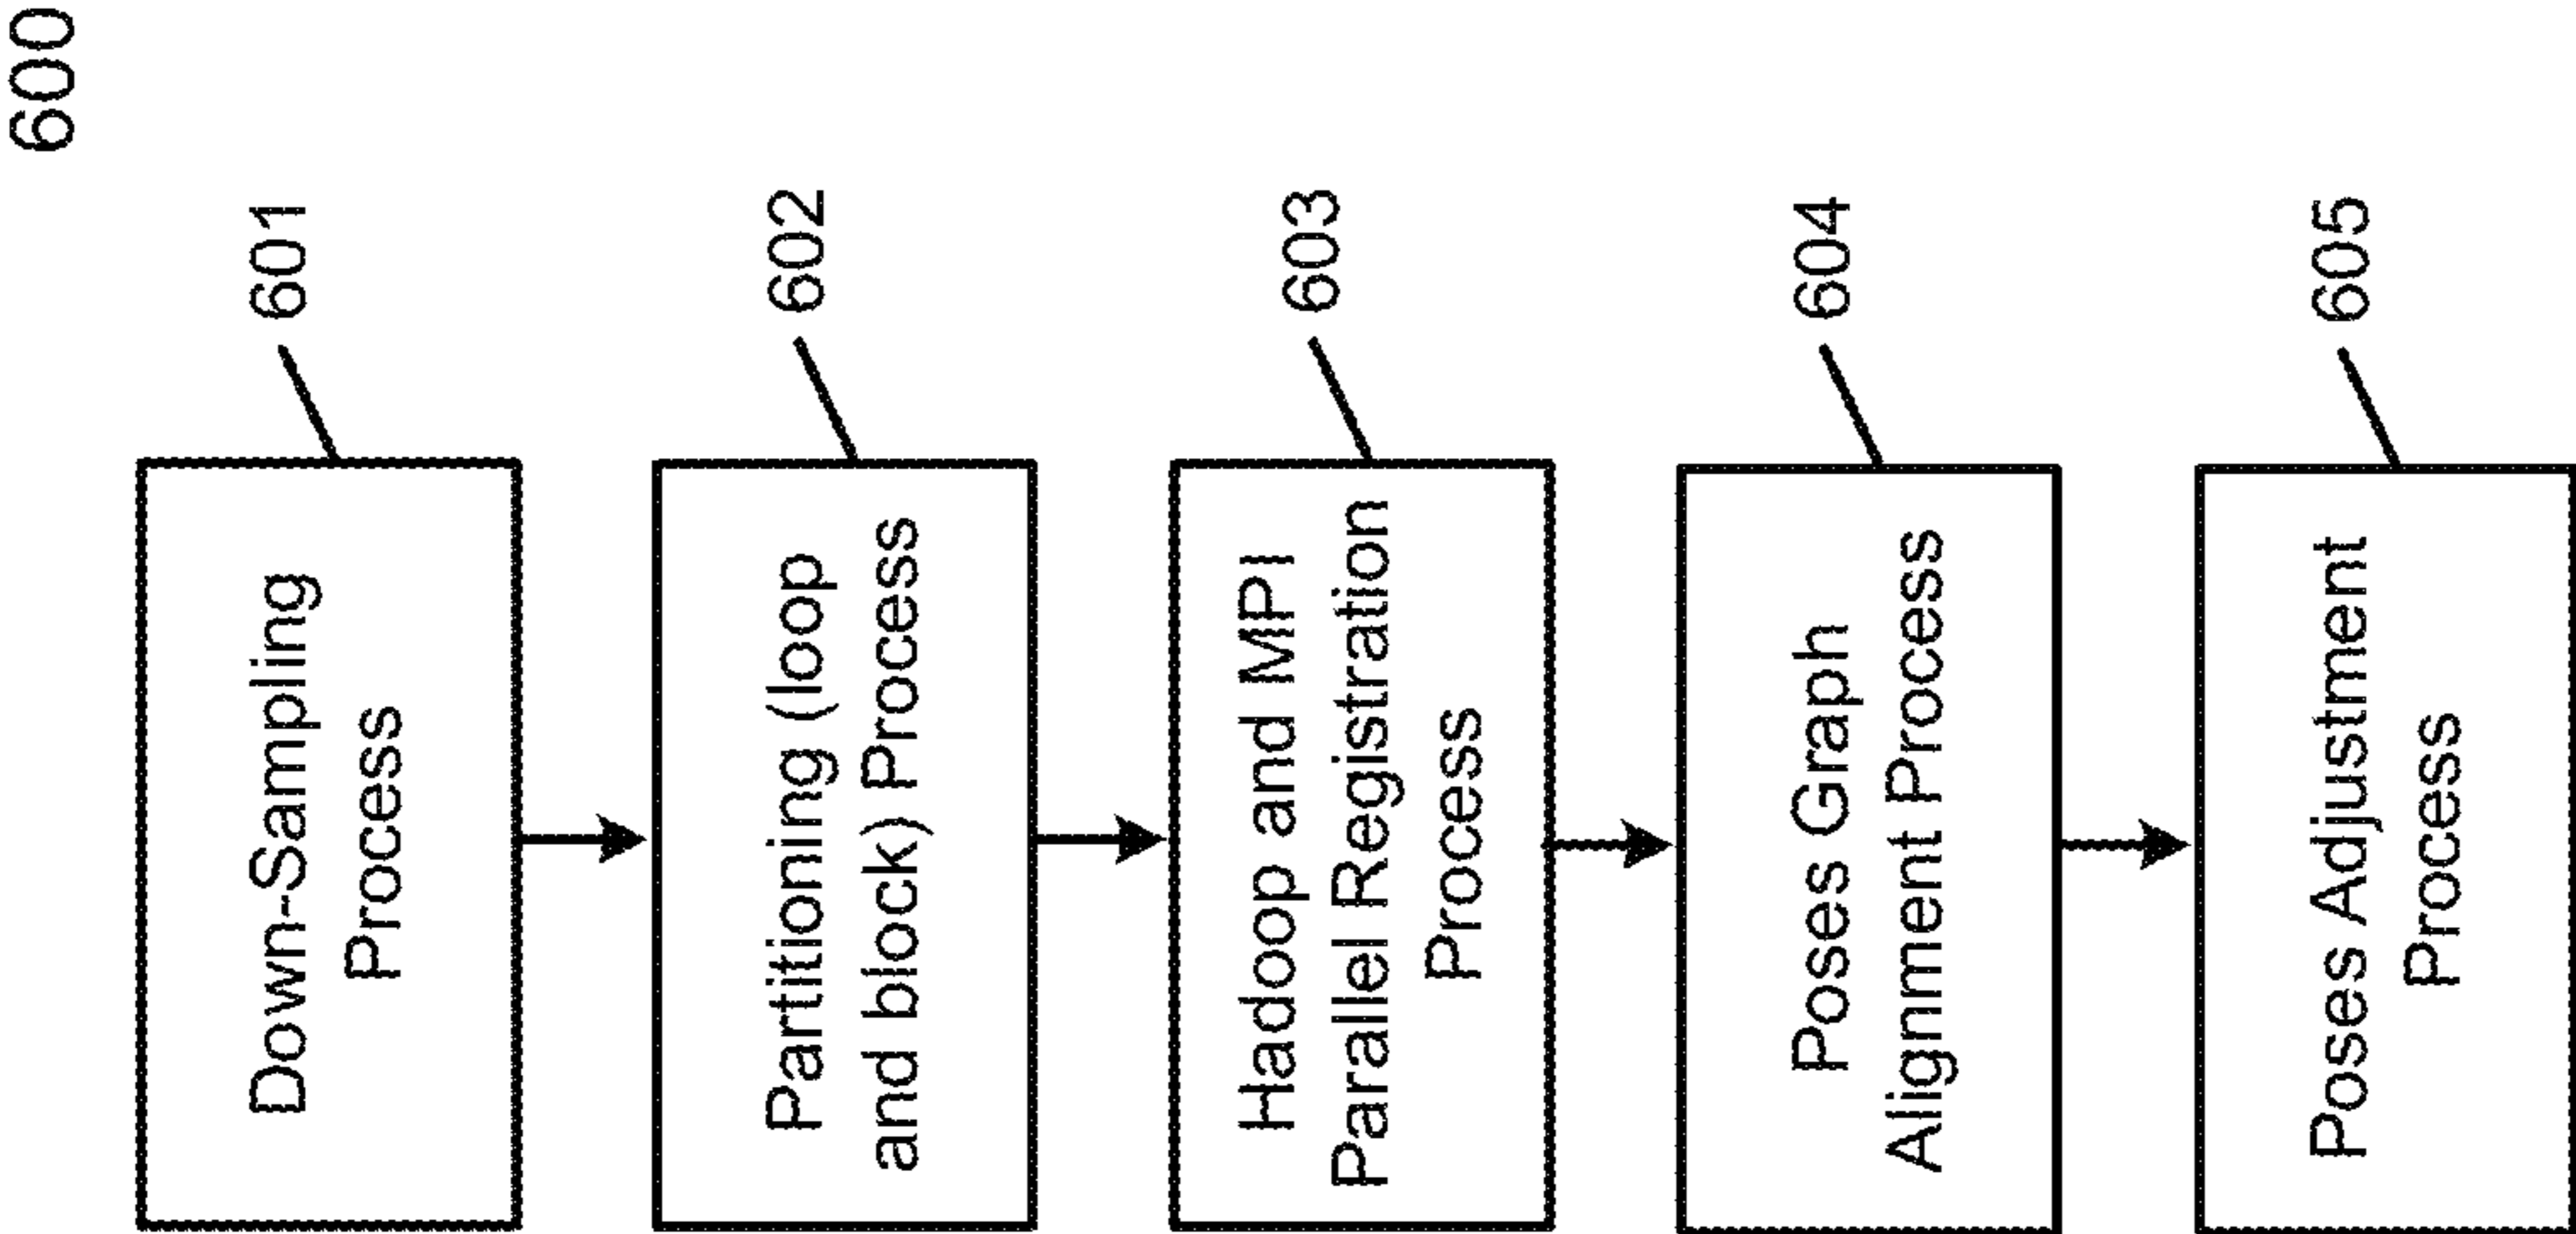 600
Down-Sampling
Process
601
Partitioning (loop
and block) Process
602
Hadoop and MPI
Parallel Registration
Process
603
Poses Graph
Alignment Process
604
Poses Adjustment
Process
605